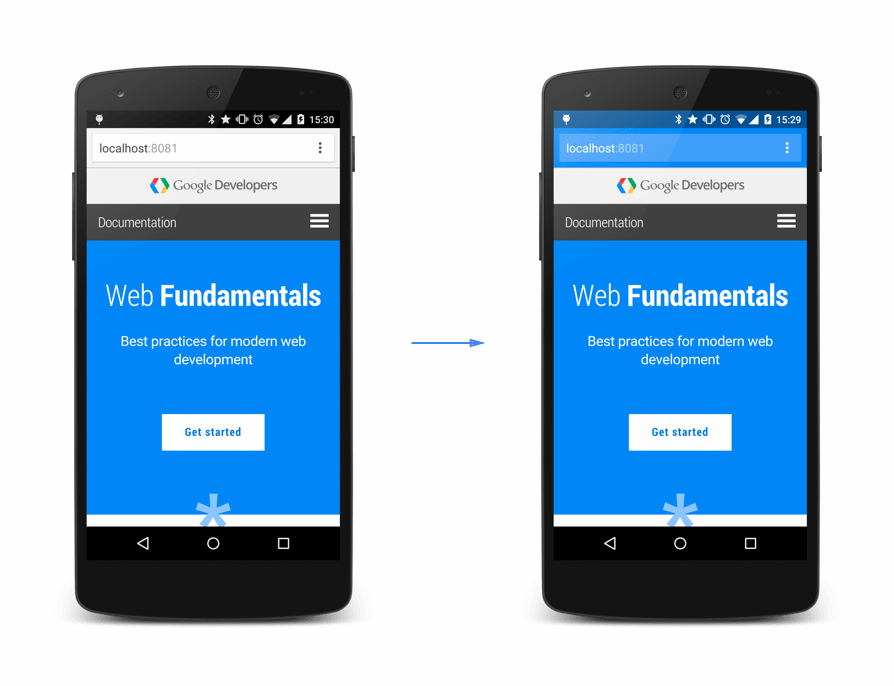 15:30
localhost:8081
Google Developers
Documentation
Web Fundamentals
Best practices for modern web
development
Get started
*
15:29
localhost:8081
Google Developers
Documentation
Web Fundamentals
Best practices for modern web
development
Get started
*